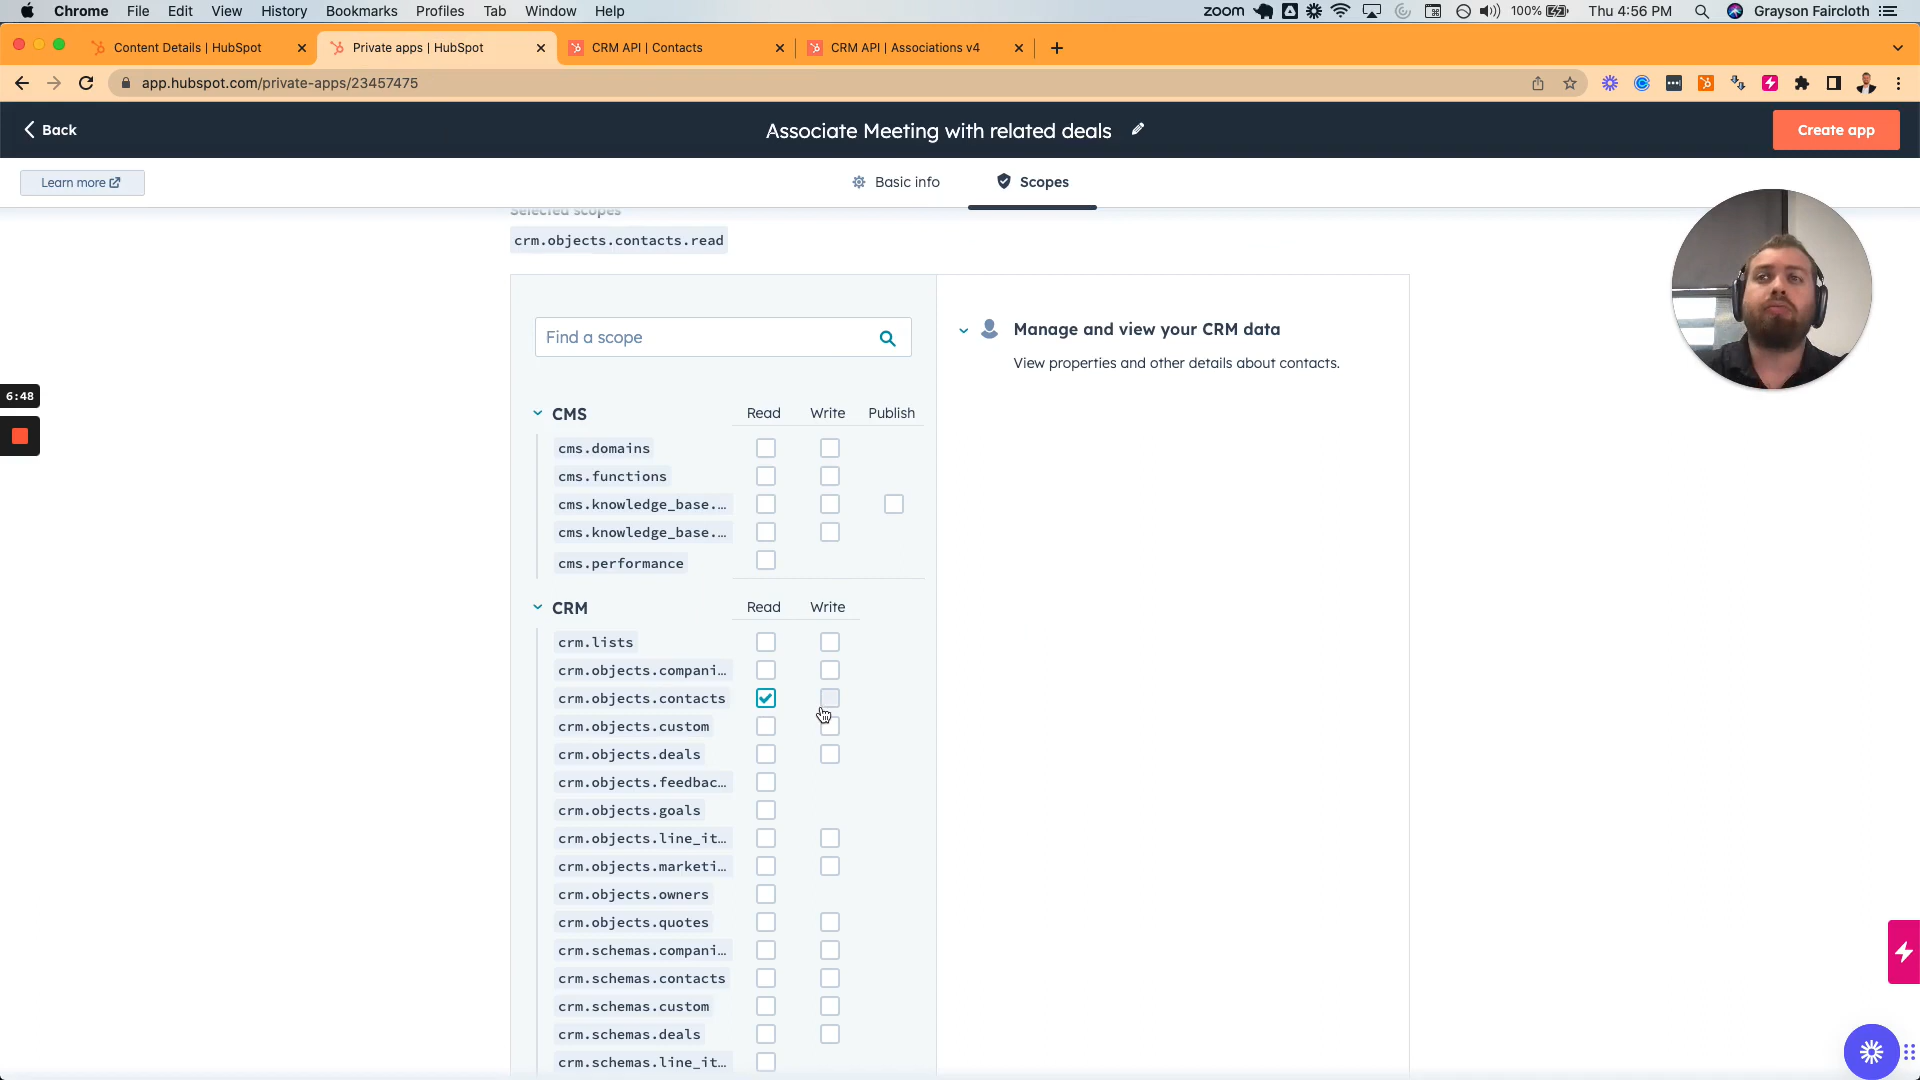 Chrome File Edit View History Bookmarks Profiles Tab Window Help zoom 100% Thu 4:56 PM Grayson Faircloth
Content Details | HubSpot Private apps | HubSpot CRM API | Contacts CRM API | Associations v4
app.hubspot.com/private-apps/23457475
Back Associate Meeting with related deals Create app
Learn more Basic info Scopes
Selected scopes
crm.objects.contacts.read
Find a scope
Manage and view your CRM data
View properties and other details about contacts.
6:48
CMS Read Write Publish
cms.domains
cms.functions
cms.knowledge_base....
cms.knowledge_base....
cms.performance
CRM Read Write
crm.lists
crm.objects.compani...
crm.objects.contacts
crm.objects.custom
crm.objects.deals
crm.objects.feedbac...
crm.objects.goals
crm.objects.line_it...
crm.objects.marketi...
crm.objects.owners
crm.objects.quotes
crm.schemas.compani...
crm.schemas.contacts
crm.schemas.custom
crm.schemas.deals
crm.schemas.line_it...